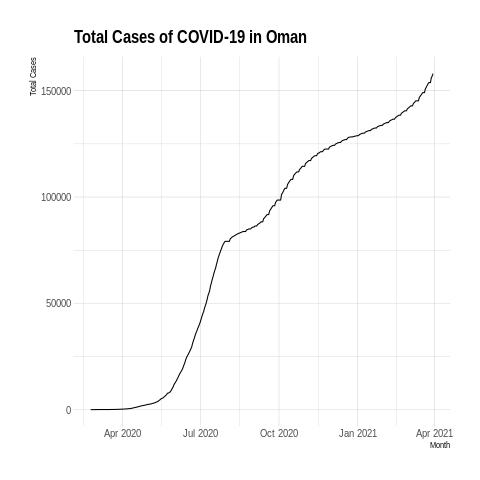 Total Cases of COVID-19 in Oman
Total Cases
150000
100000
50000
0
Apr 2020 Jul 2020 Oct 2020 Jan 2021 Apr 2021
Month